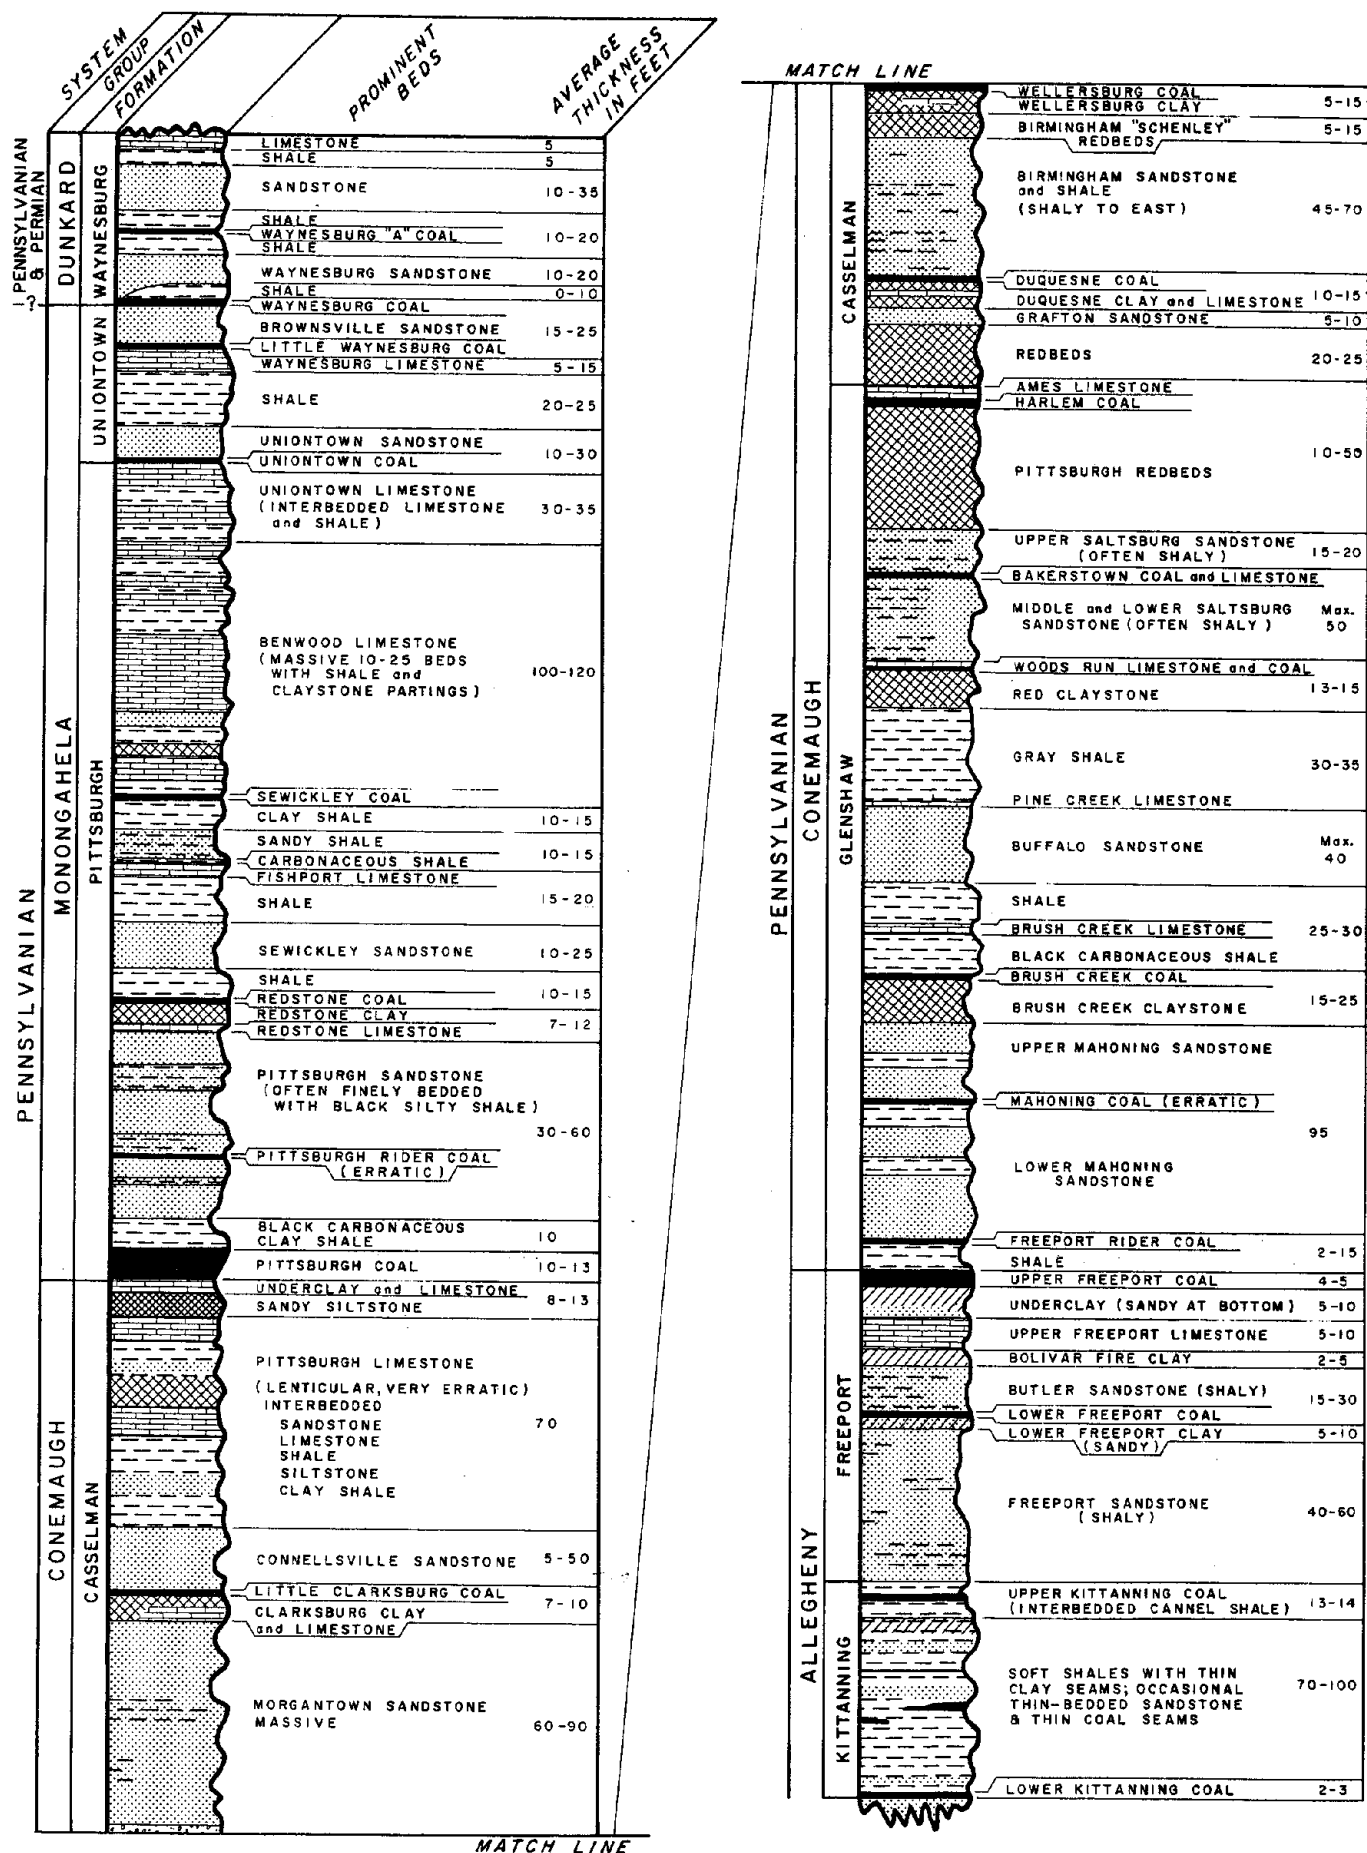 SYSTEM
GROUP
FORMATION
PROMINENT
BEDS
AVERAGE
THICKNESS
IN FEET
PENNSYLVANIAN
& PERMIAN
-?-
DUNKARD
WAYNESBURG
LIMESTONE 5
SHALE 5
SANDSTONE 10-35
SHALE
WAYNESBURG "A" COAL 10-20
SHALE
WAYNESBURG SANDSTONE 10-20
SHALE 0-10
WAYNESBURG COAL
PENNSYLVANIAN
MONONGAHELA
UNIONTOWN
BROWNSVILLE SANDSTONE 15-25
LITTLE WAYNESBURG COAL
WAYNESBURG LIMESTONE 5-15
SHALE 20-25
UNIONTOWN SANDSTONE
10-30
UNIONTOWN COAL
PITTSBURGH
UNIONTOWN LIMESTONE
(INTERBEDDED LIMESTONE 30-35
and SHALE)
BENWOOD LIMESTONE
(MASSIVE 10-25 BEDS
WITH SHALE and 100-120
CLAYSTONE PARTINGS)
SEWICKLEY COAL
CLAY SHALE 10-15
SANDY SHALE
10-15
CARBONACEOUS SHALE
FISHPORT LIMESTONE
SHALE 15-20
SEWICKLEY SANDSTONE 10-25
SHALE
10-15
REDSTONE COAL
REDSTONE CLAY
7-12
REDSTONE LIMESTONE
PITTSBURGH SANDSTONE
(OFTEN FINELY BEDDED
WITH BLACK SILTY SHALE)
30-60
PITTSBURGH RIDER COAL
(ERRATIC)
BLACK CARBONACEOUS
CLAY SHALE 10
PITTSBURGH COAL 10-13
CONEMAUGH
CASSELMAN
UNDERCLAY and LIMESTONE
8-13
SANDY SILTSTONE
PITTSBURGH LIMESTONE
(LENTICULAR, VERY ERRATIC)
INTERBEDDED
SANDSTONE 70
LIMESTONE
SHALE
SILTSTONE
CLAY SHALE
CONNELLSVILLE SANDSTONE 5-50
LITTLE CLARKSBURG COAL
7-10
CLARKSBURG CLAY
and LIMESTONE
MORGANTOWN SANDSTONE
MASSIVE 60-90
MATCH LINE
MATCH LINE
PENNSYLVANIAN
CONEMAUGH
CASSELMAN
WELLERSBURG COAL
5-15
WELLERSBURG CLAY
BIRMINGHAM "SCHENLEY" 5-15
REDBEDS
BIRMINGHAM SANDSTONE
and SHALE
(SHALY TO EAST) 45-70
DUQUESNE COAL
10-15
DUQUESNE CLAY and LIMESTONE
GRAFTON SANDSTONE 5-10
REDBEDS 20-25
GLENSHAW
AMES LIMESTONE
HARLEM COAL
10-50
PITTSBURGH REDBEDS
UPPER SALTSBURG SANDSTONE
(OFTEN SHALY) 15-20
BAKERSTOWN COAL and LIMESTONE
MIDDLE and LOWER SALTSBURG Max.
SANDSTONE (OFTEN SHALY) 50
WOODS RUN LIMESTONE and COAL
13-15
RED CLAYSTONE
GRAY SHALE 30-35
PINE CREEK LIMESTONE
BUFFALO SANDSTONE Max.
40
SHALE
BRUSH CREEK LIMESTONE 25-30
BLACK CARBONACEOUS SHALE
BRUSH CREEK COAL
15-25
BRUSH CREEK CLAYSTONE
UPPER MAHONING SANDSTONE
MAHONING COAL (ERRATIC)
95
LOWER MAHONING
SANDSTONE
FREEPORT RIDER COAL
2-15
SHALE
ALLEGHENY
FREEPORT
UPPER FREEPORT COAL 4-5
UNDERCLAY (SANDY AT BOTTOM) 5-10
UPPER FREEPORT LIMESTONE 5-10
BOLIVAR FIRE CLAY 2-5
BUTLER SANDSTONE (SHALY)
15-30
LOWER FREEPORT COAL
LOWER FREEPORT CLAY 5-10
(SANDY)
FREEPORT SANDSTONE
(SHALY) 40-60
KITTANNING
UPPER KITTANNING COAL
(INTERBEDDED CANNEL SHALE) 13-14
SOFT SHALES WITH THIN
CLAY SEAMS; OCCASIONAL 70-100
THIN-BEDDED SANDSTONE
& THIN COAL SEAMS
LOWER KITTANNING COAL 2-3